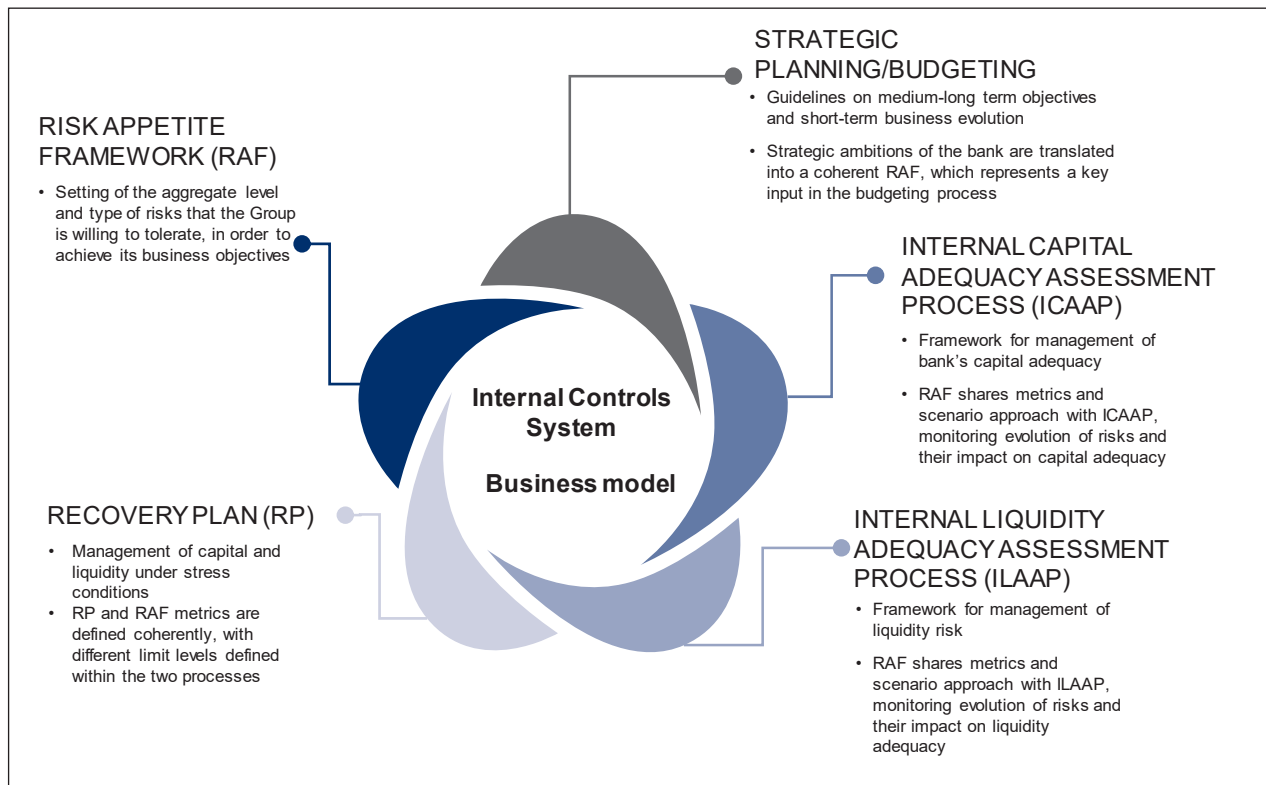 STRATEGIC
PLANNING/BUDGETING
• Guidelines on medium-long term objectives
and short-term business evolution
• Strategic ambitions of the bank are translated
into a coherent RAF, which represents a key
input in the budgeting process
RISK APPETITE
FRAMEWORK (RAF)
• Setting of the aggregate level
and type of risks that the Group
is willing to tolerate, in order to
achieve its business objectives
INTERNAL CAPITAL
ADEQUACY ASSESSMENT
PROCESS (ICAAP)
• Framework for management of
bank's capital adequacy
• RAF shares metrics and
scenario approach with ICAAP,
monitoring evolution of risks and
their impact on capital adequacy
Internal Controls
System
Business model
RECOVERY PLAN (RP)
• Management of capital and
liquidity under stress
conditions
• RP and RAF metrics are
defined coherently, with
different limit levels defined
within the two processes
INTERNAL LIQUIDITY
ADEQUACY ASSESSMENT
PROCESS (ILAAP)
• Framework for management of
liquidity risk
• RAF shares metrics and
scenario approach with ILAAP,
monitoring evolution of risks and
their impact on liquidity
adequacy